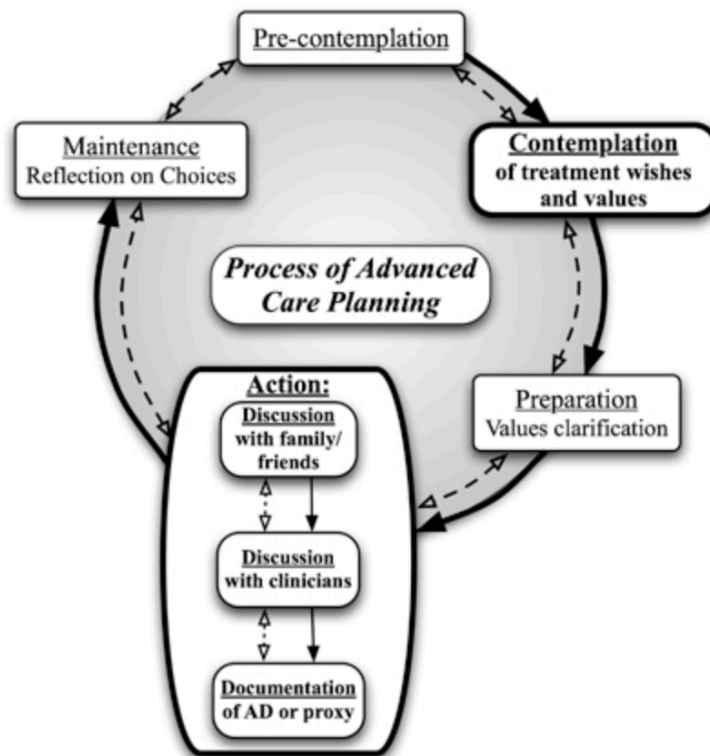 Pre-contemplation
Maintenance
Reflection on Choices
Contemplation
of treatment wishes
and values
Process of Advanced
Care Planning
Preparation
Values clarification
Action:
Discussion
with family/
friends
Discussion
with clinicians
Documentation
of AD or proxy